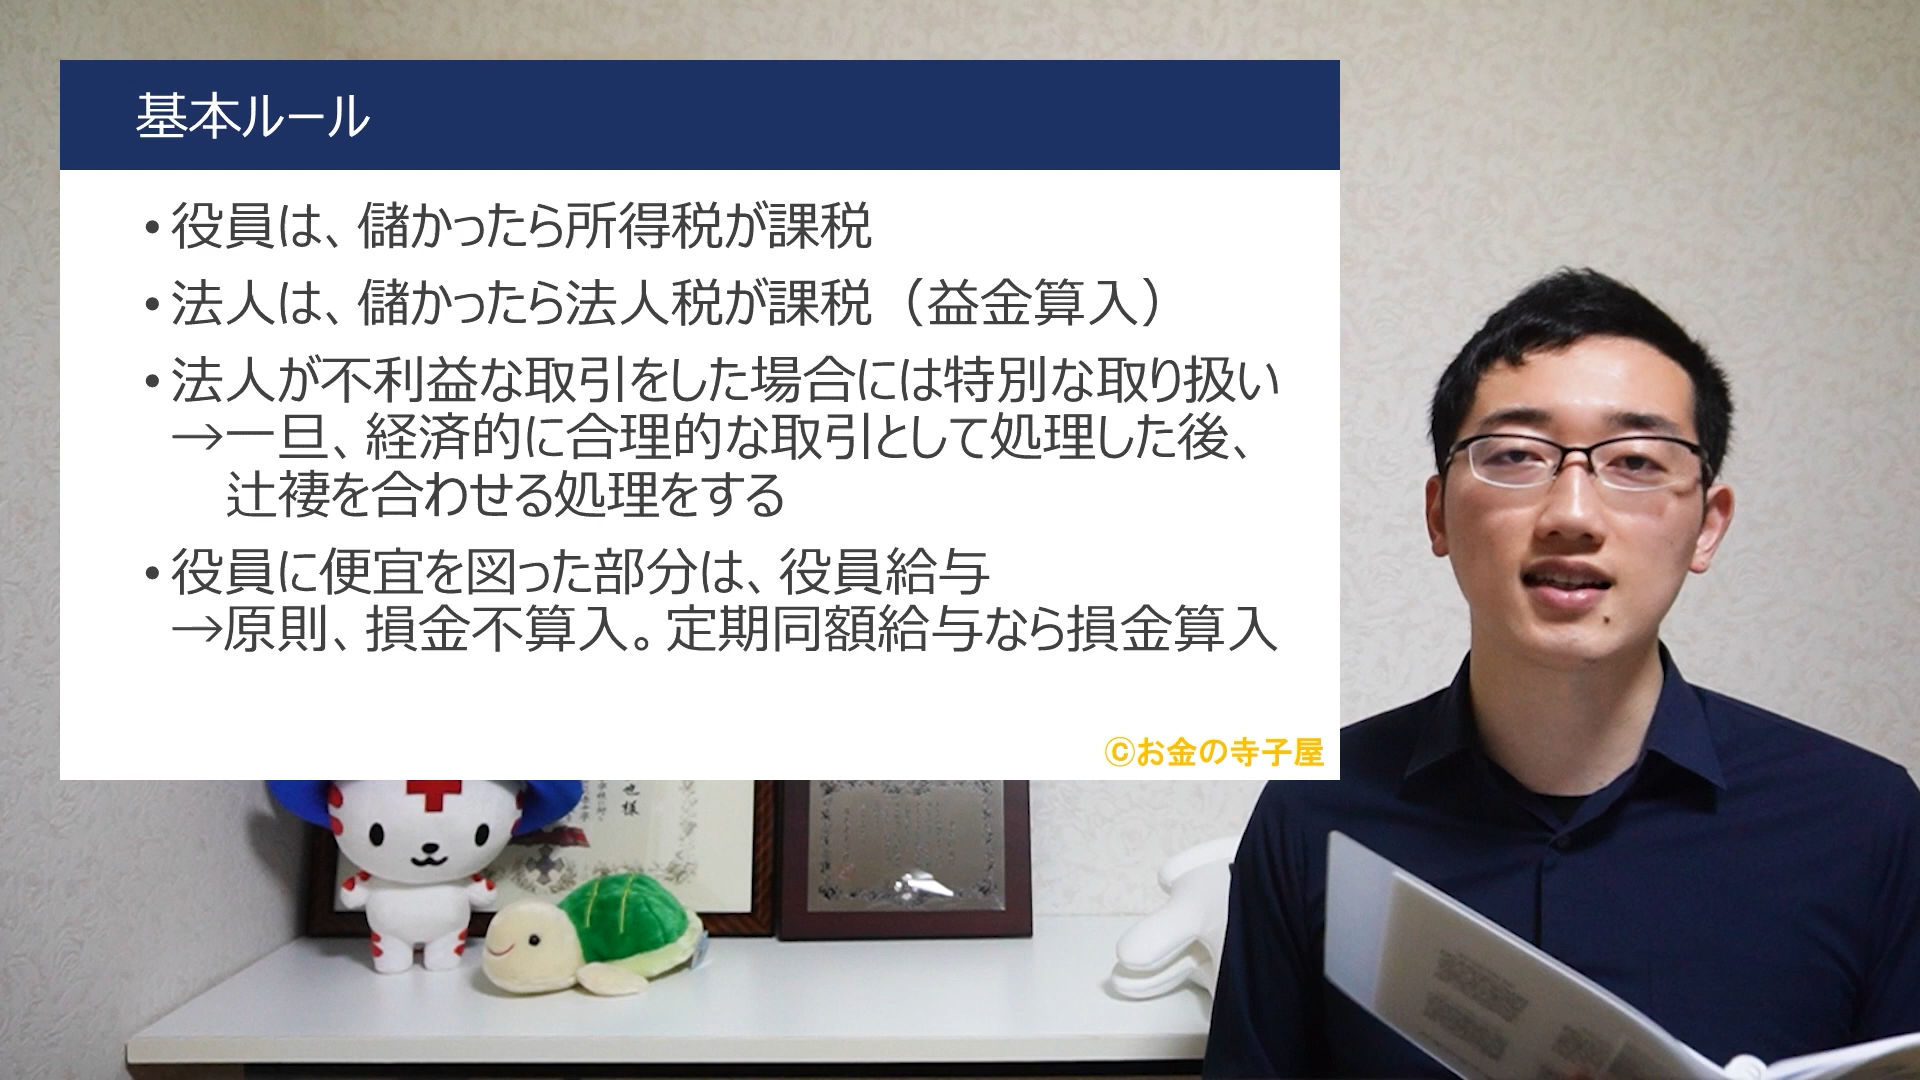 基本ルール
• 役員は、儲かったら所得税が課税
• 法人は、儲かったら法人税が課税（益金算入）
• 法人が不利益な取引をした場合には特別な取り扱い
→一旦、経済的に合理的な取引として処理した後、
辻褄を合わせる処理をする
• 役員に便宜を図った部分は、役員給与
→原則、損金不算入。定期同額給与なら損金算入
©お金の寺子屋
也様